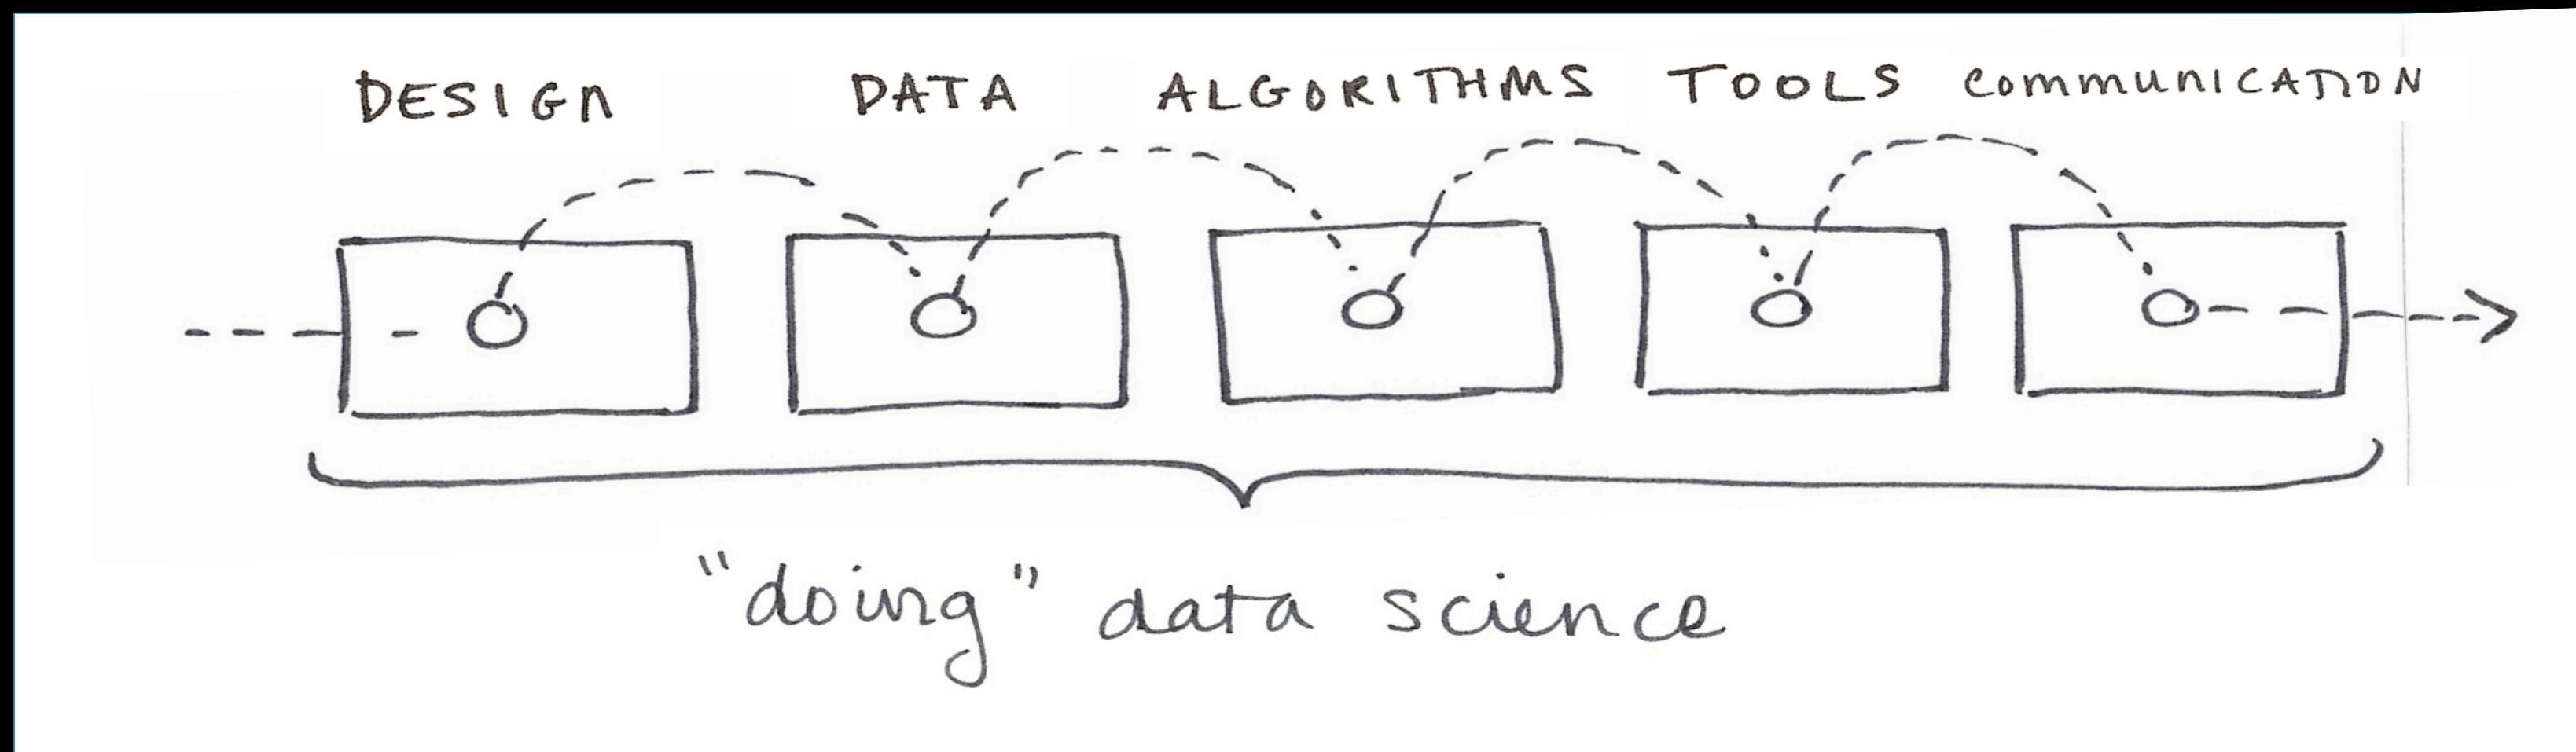 DESIGN DATA ALGORITHMS TOOLS COMMUNICATION
"doing" data science